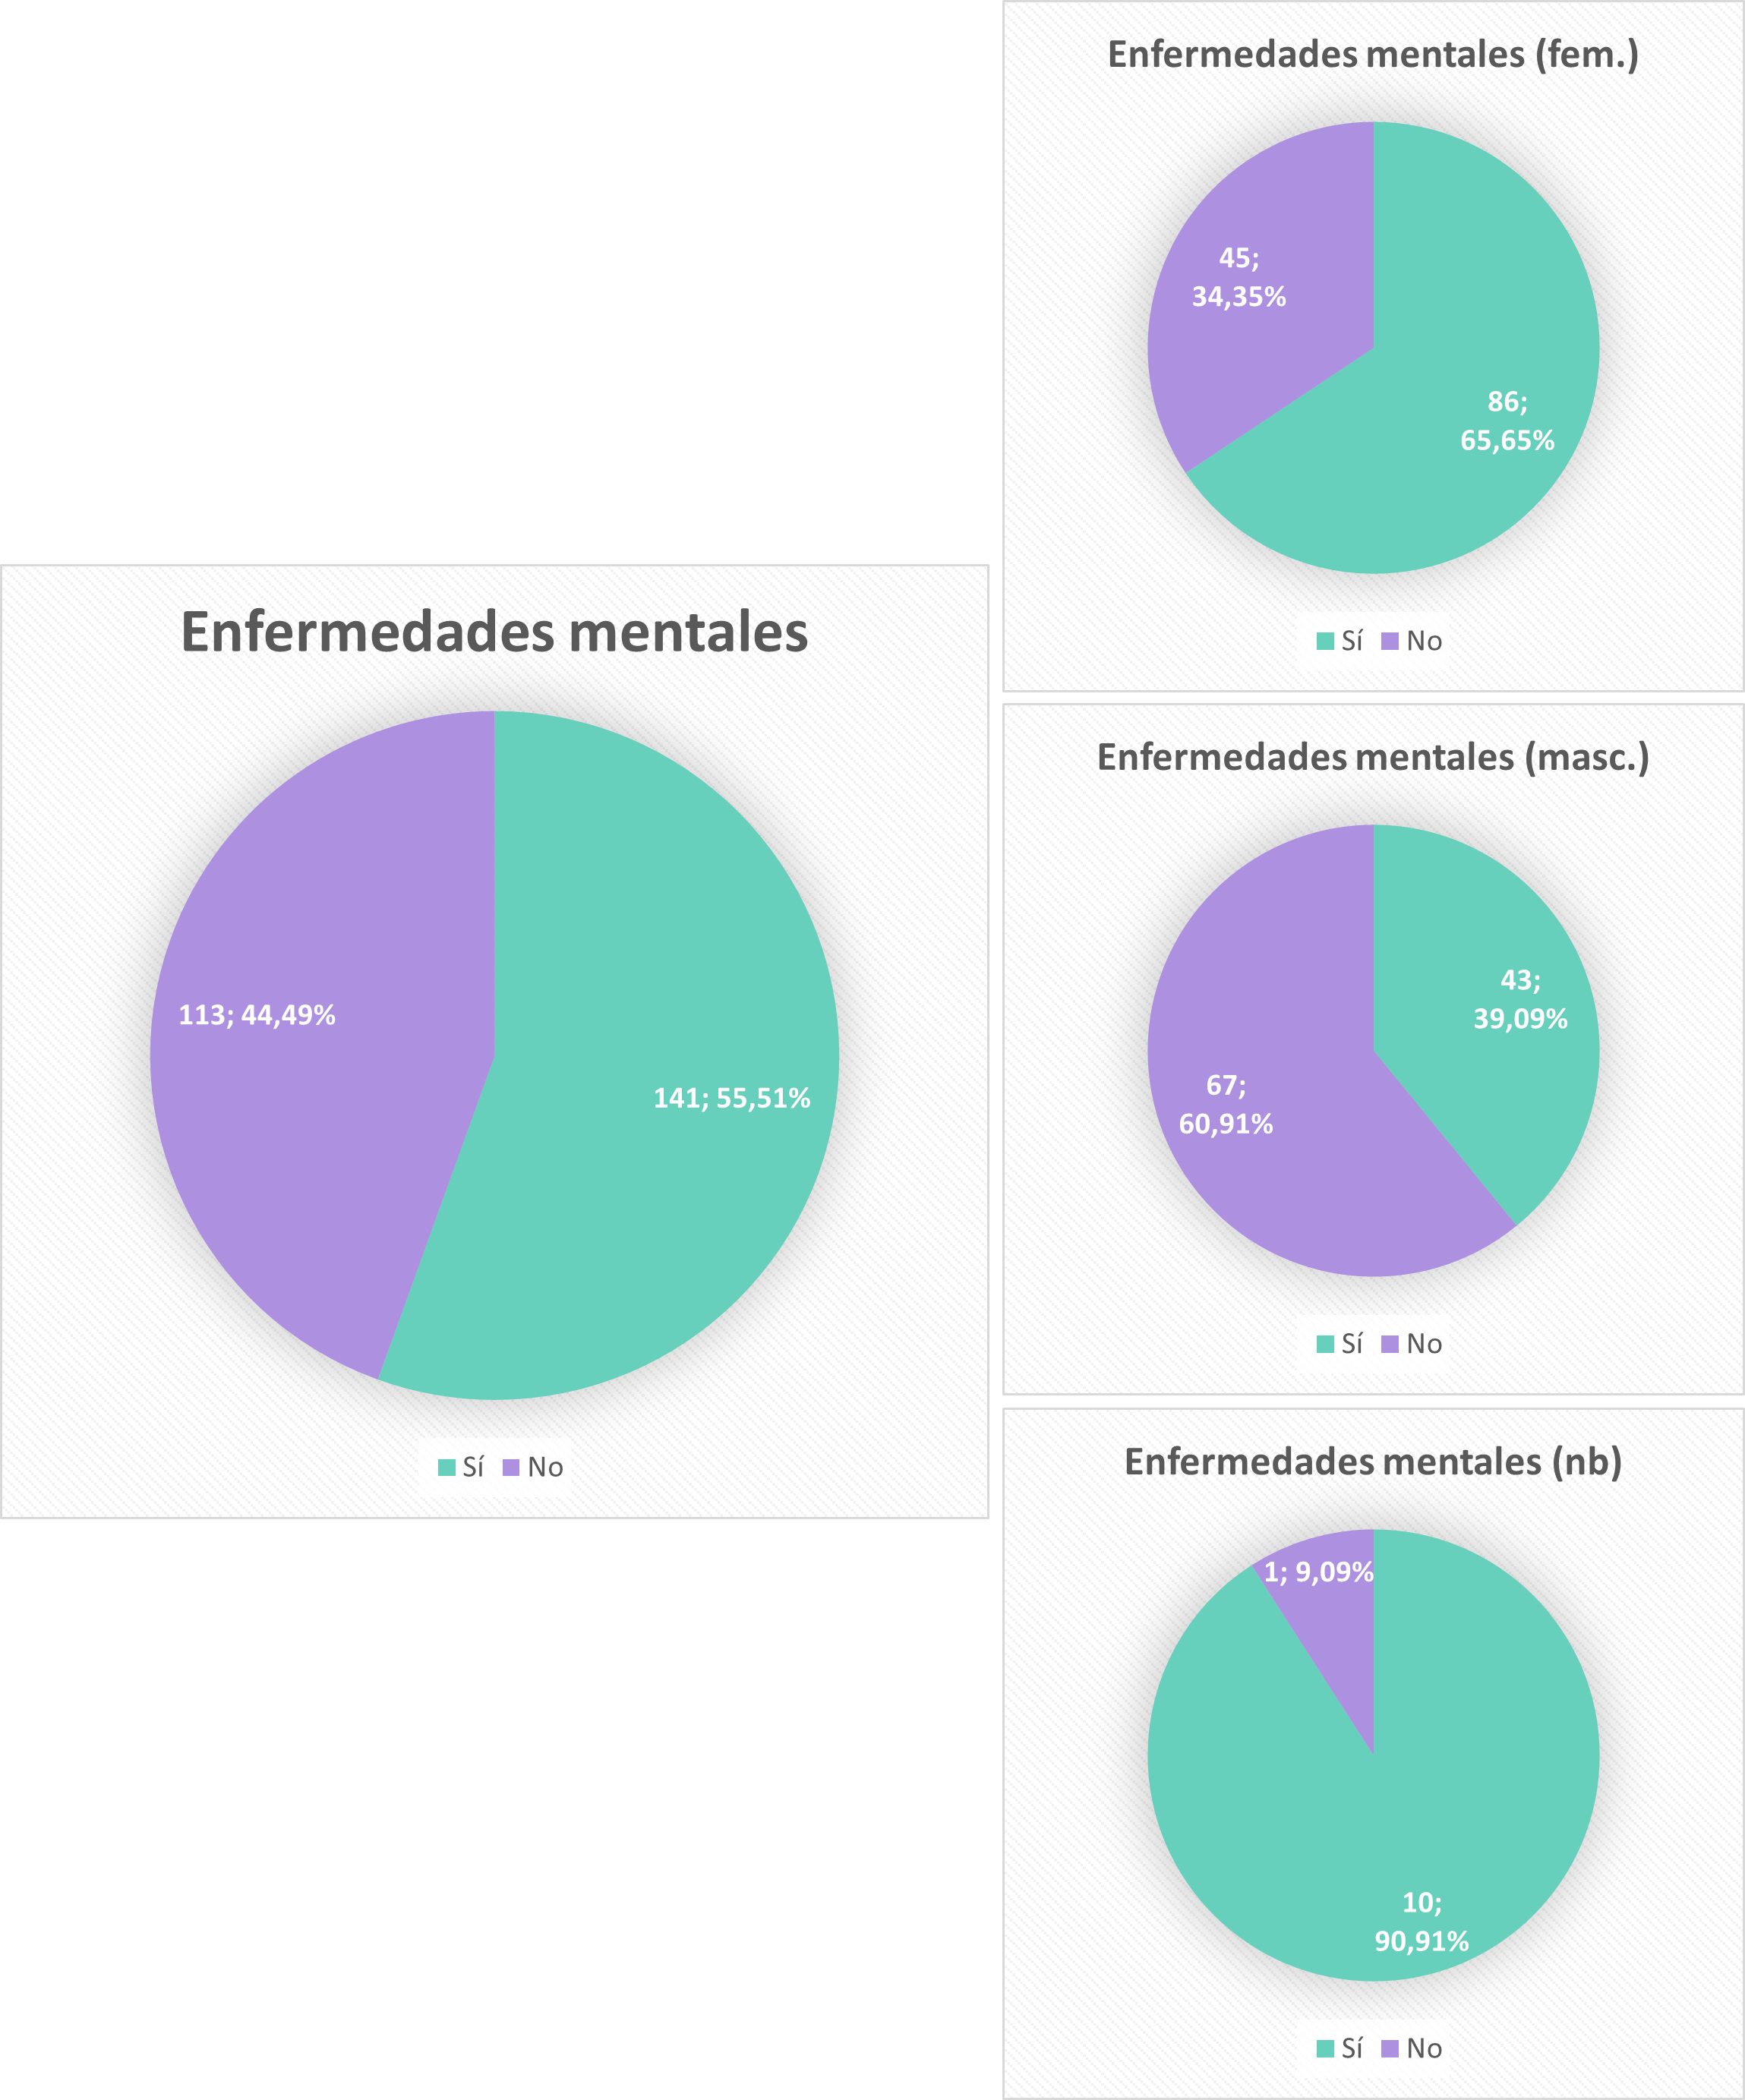 Enfermedades mentales
113; 44,49%
141; 55,51%
Sí No
Enfermedades mentales (fem.)
45;
34,35%
86;
65,65%
Sí No
Enfermedades mentales (masc.)
43;
39,09%
67;
60,91%
Sí No
Enfermedades mentales (nb)
1; 9,09%
10;
90,91%
Sí No